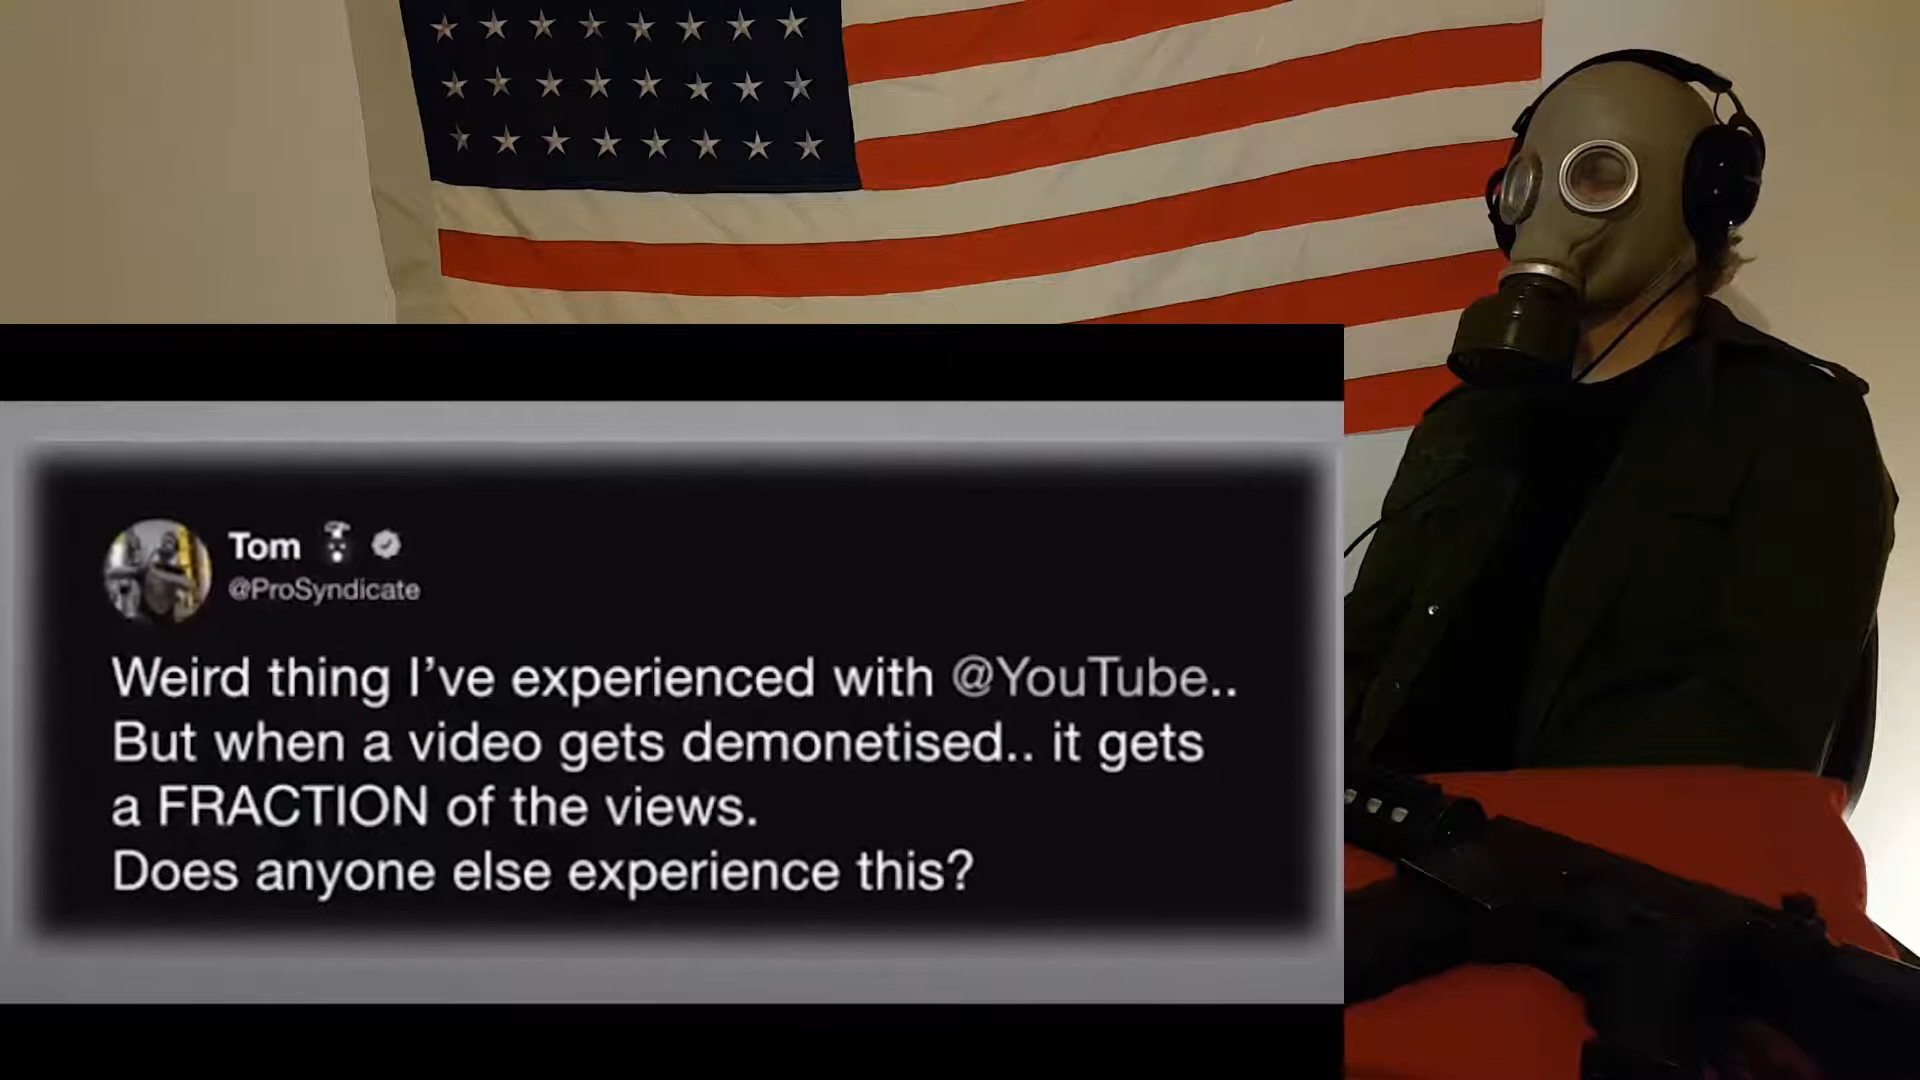 Tom
@ProSyndicate
Weird thing I’ve experienced with @YouTube..
But when a video gets demonetised.. it gets
a FRACTION of the views.
Does anyone else experience this?